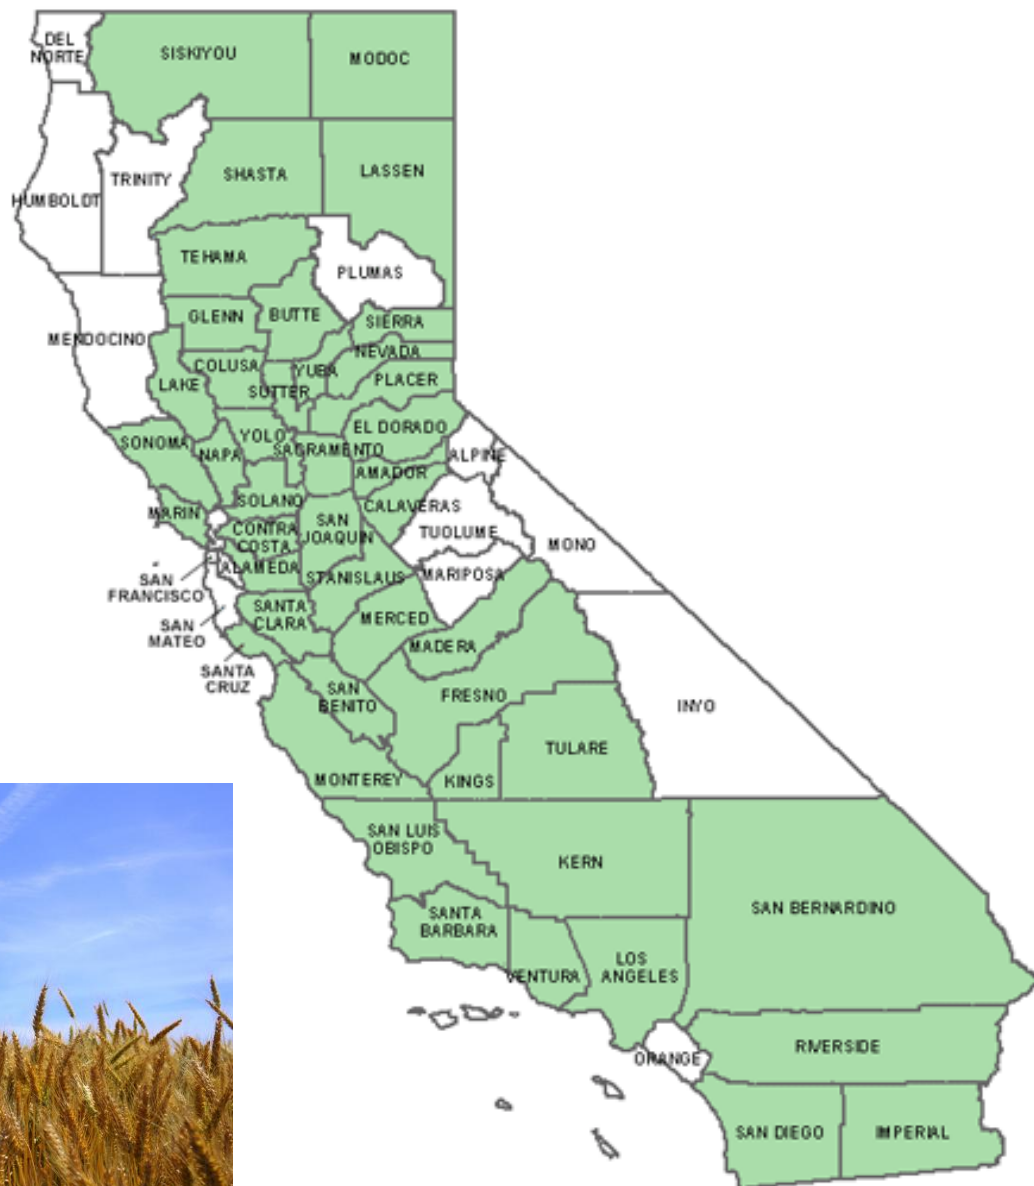 DEL
NORTE
SISKIYOU
MODOC
HUMBOLDT
TRINITY
SHASTA
LASSEN
TEHAMA
PLUMAS
MENDOCINO
GLENN
BUTTE
SIERRA
NEVADA
COLUSA
YUBA
LAKE
SUTTER
PLACER
SONOMA
NAPA
YOLO
EL DORADO
SACRAMENTO
ALPINE
AMADOR
MARIN
SOLANO
CALAVERAS
CONTRA
COSTA
SAN
JOAQUIN
TUOLUME
MONO
ALAMEDA
STANISLAUS
MARIPOSA
SAN
FRANCISCO
SANTA
CLARA
MERCED
SAN
MATEO
MADERA
SANTA
CRUZ
SAN
BENITO
FRESNO
INYO
TULARE
MONTEREY
KINGS
SAN LUIS
OBISPO
KERN
SAN BERNARDINO
SANTA
BARBARA
VENTURA
LOS
ANGELES
ORANGE
RIVERSIDE
SAN DIEGO
IMPERIAL